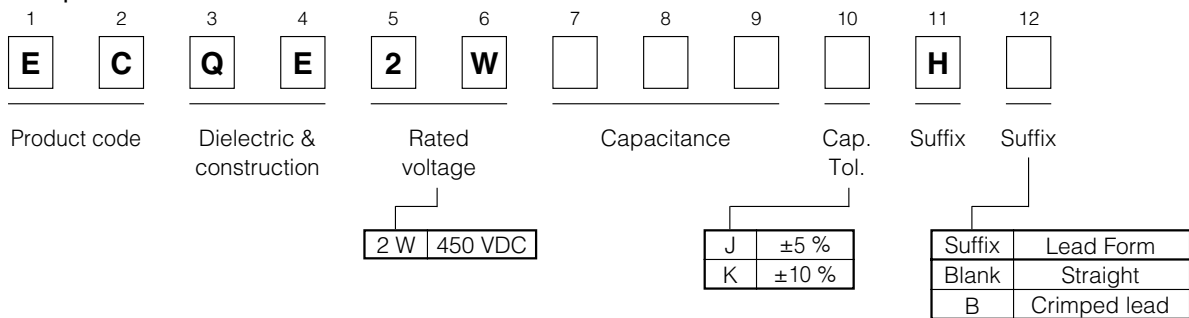 1 2 3 4 5 6 7 8 9 10 11 12
E C Q E 2 W H
Product code Dielectric & construction Rated voltage Capacitance Cap. Tol. Suffix Suffix
2 W 450 VDC
J ±5 %
K ±10 %
Suffix Lead Form
Blank Straight
B Crimped lead